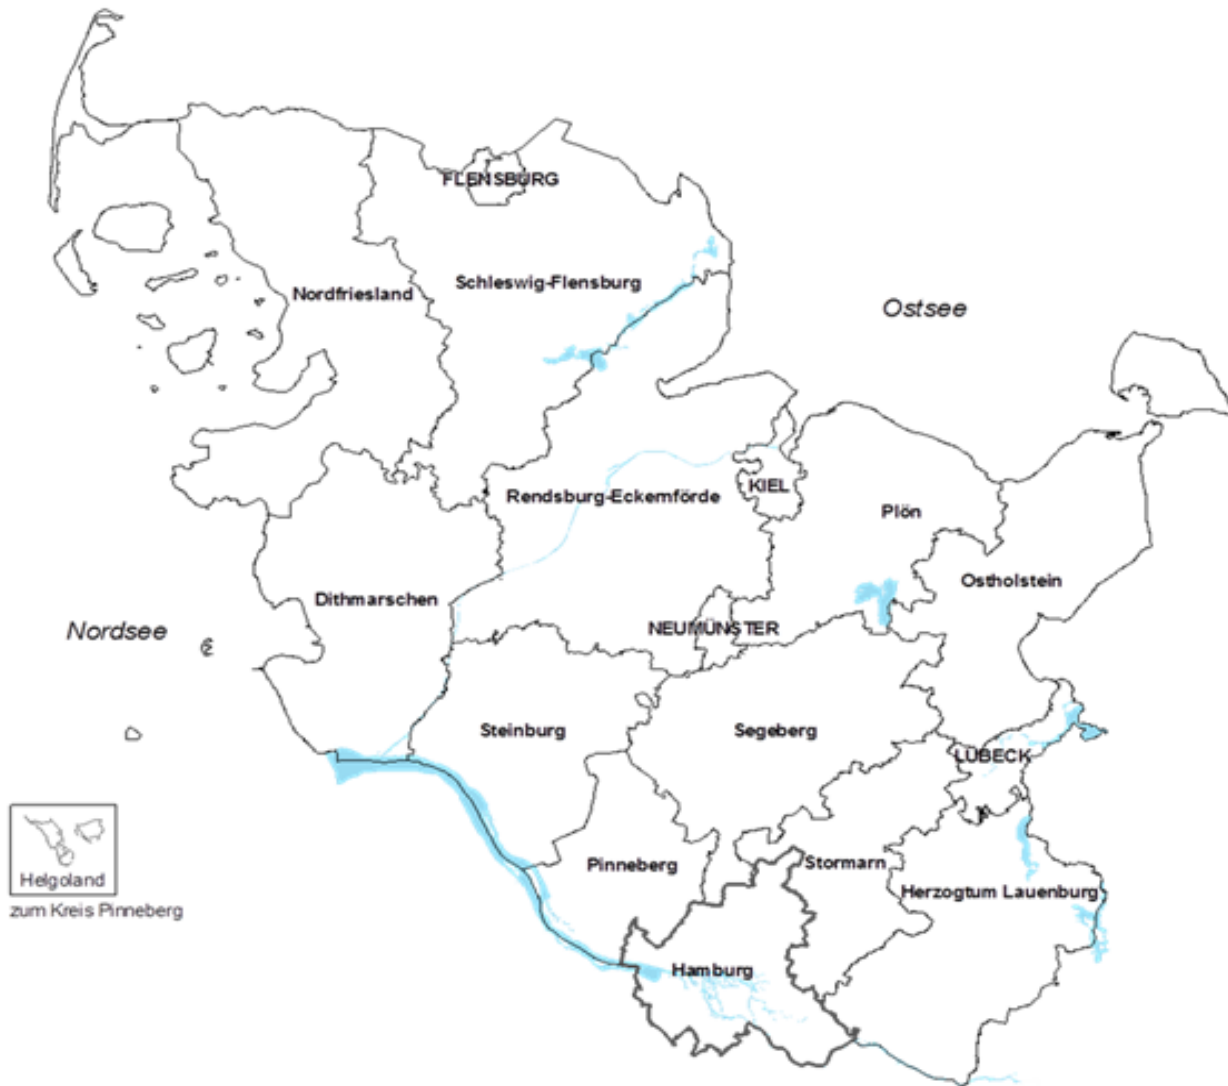 FLENSBURG
Schleswig-Flensburg
Nordfriesland
Ostsee
KIEL
Rendsburg-Eckernförde
Plön
Ostholstein
Dithmarschen
NEUMÜNSTER
Nordsee
Steinburg
Segeberg
LÜBECK
Pinneberg
Stormarn
Helgoland
Herzogtum Lauenburg
zum Kreis Pinneberg
Hamburg